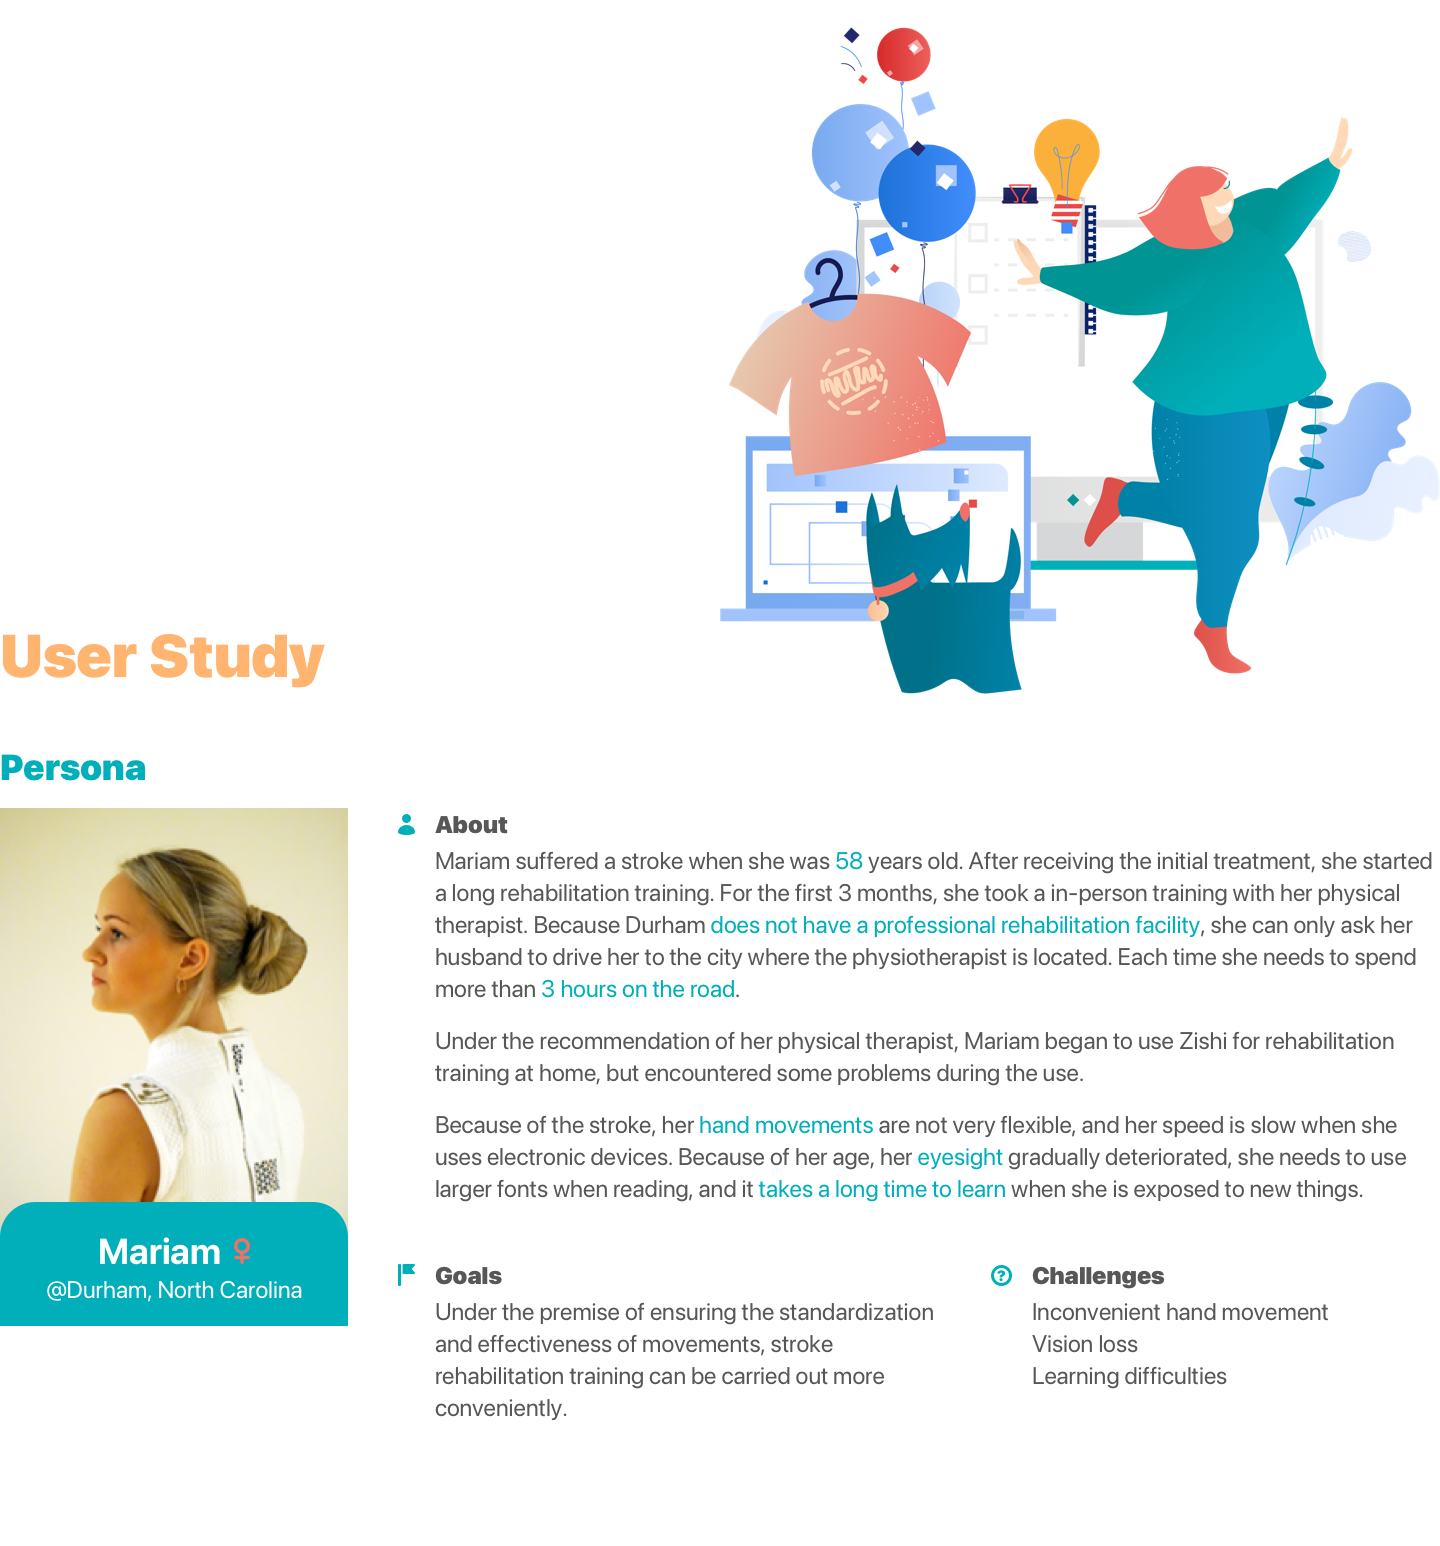 User Study
Persona
About
Mariam suffered a stroke when she was 58 years old. After receiving the initial treatment, she started
a long rehabilitation training. For the first 3 months, she took a in-person training with her physical
therapist. Because Durham does not have a professional rehabilitation facility, she can only ask her
husband to drive her to the city where the physiotherapist is located. Each time she needs to spend
more than 3 hours on the road.
Under the recommendation of her physical therapist, Mariam began to use Zishi for rehabilitation
training at home, but encountered some problems during the use.
Because of the stroke, her hand movements are not very flexible, and her speed is slow when she
uses electronic devices. Because of her age, her eyesight gradually deteriorated, she needs to use
larger fonts when reading, and it takes a long time to learn when she is exposed to new things.
Mariam ♀
@Durham, North Carolina
Goals
Under the premise of ensuring the standardization
and effectiveness of movements, stroke
rehabilitation training can be carried out more
conveniently.
Challenges
Inconvenient hand movement
Vision loss
Learning difficulties